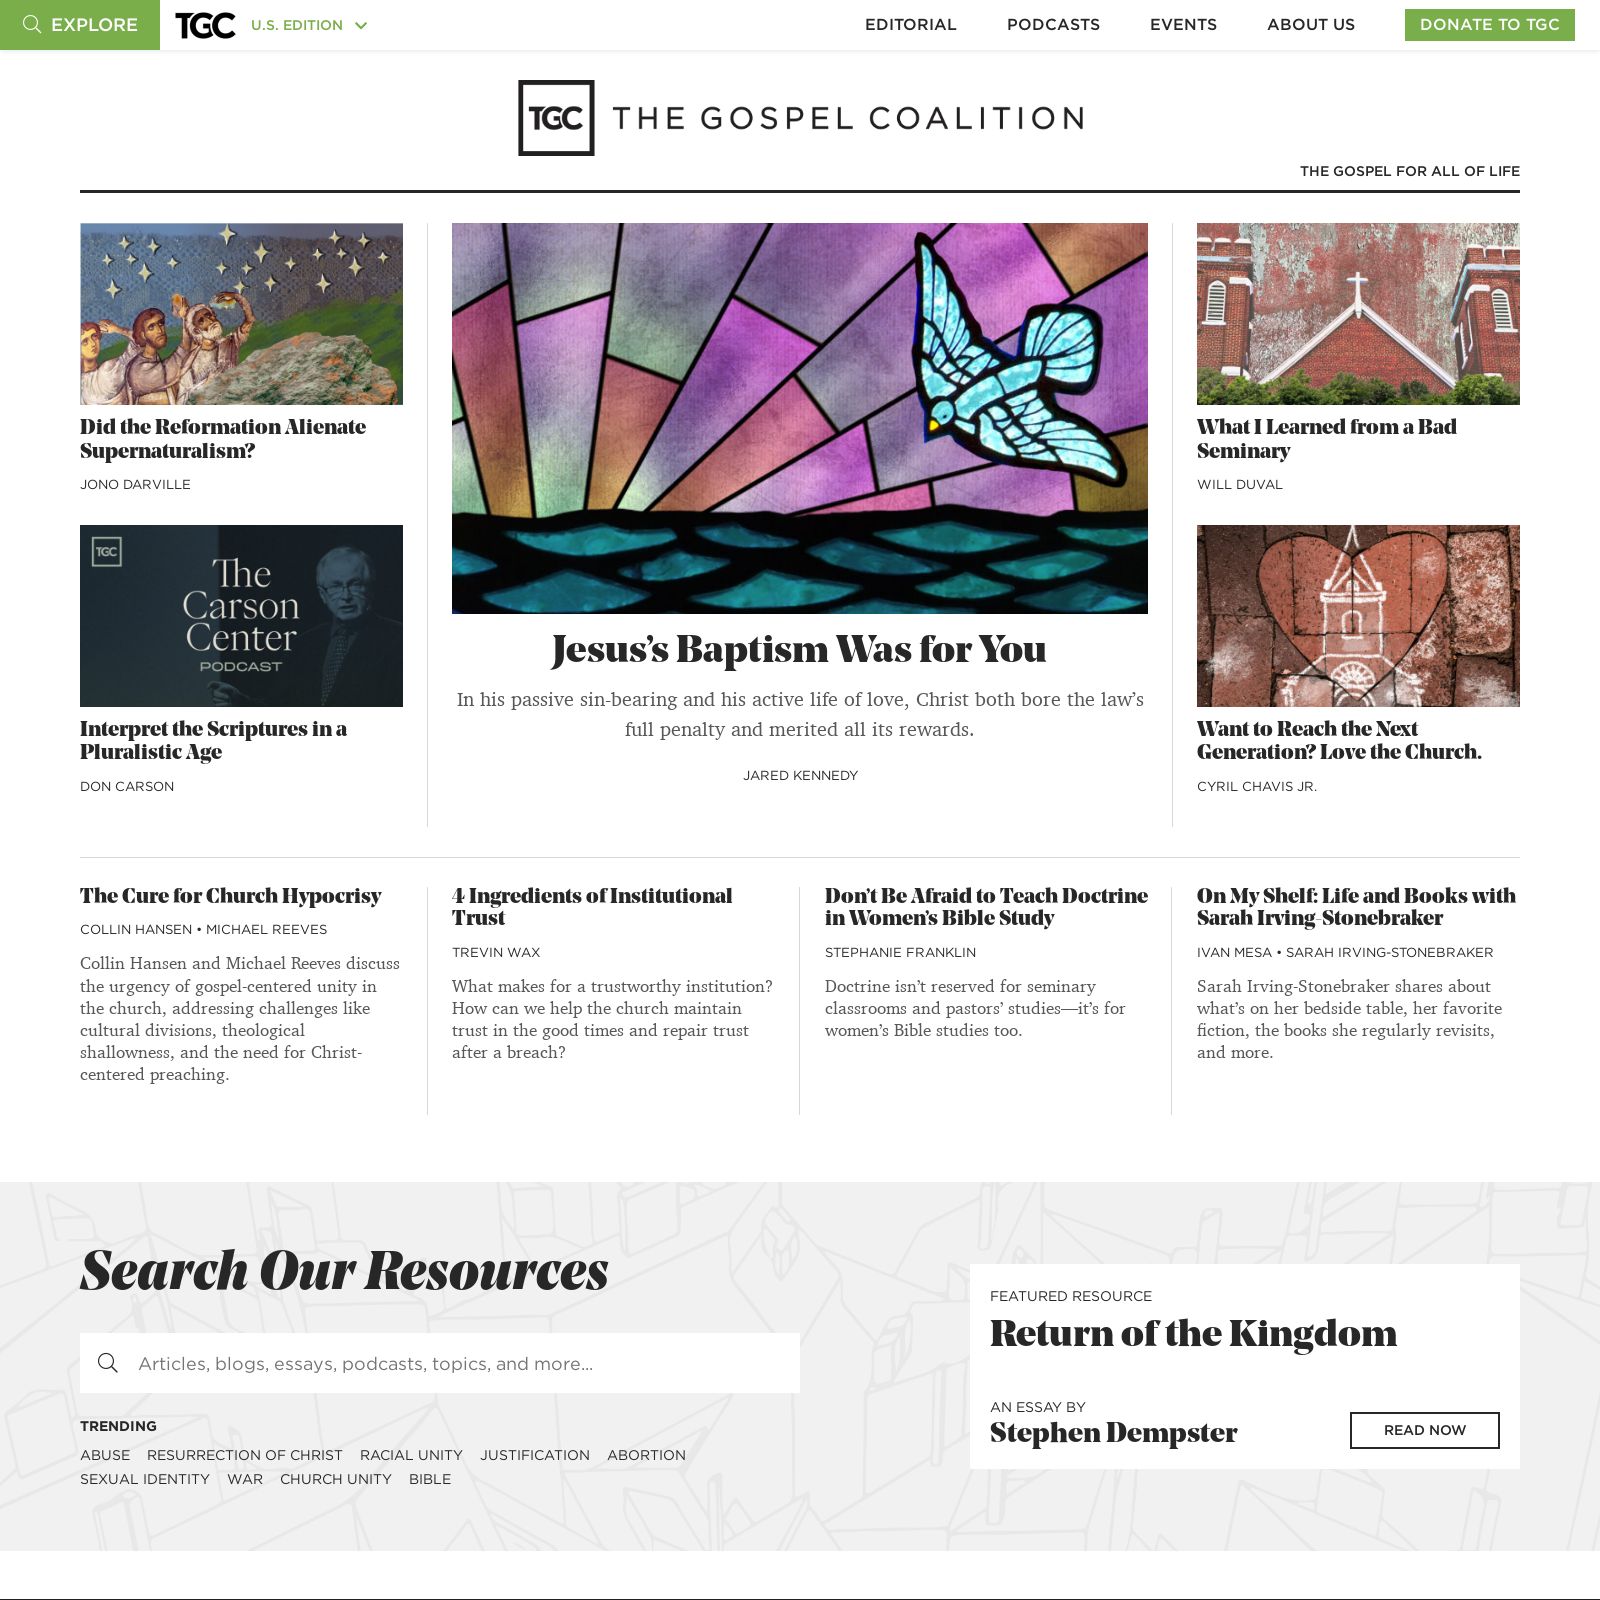 EXPLORE
TGC
U.S. EDITION
EDITORIAL
PODCASTS
EVENTS
ABOUT US
DONATE TO TGC
TGC
THE GOSPEL COALITION
THE GOSPEL FOR ALL OF LIFE
Did the Reformation Alienate
Supernaturalism?
JONO DARVILLE
TGC
The
Carson
Center
PODCAST
Interpret the Scriptures in a
Pluralistic Age
DON CARSON
Jesus’s Baptism Was for You
In his passive sin-bearing and his active life of love, Christ both bore the law’s
full penalty and merited all its rewards.
JARED KENNEDY
What I Learned from a Bad
Seminary
WILL DUVAL
Want to Reach the Next
Generation? Love the Church.
CYRIL CHAVIS JR.
The Cure for Church Hypocrisy
COLLIN HANSEN • MICHAEL REEVES
Collin Hansen and Michael Reeves discuss
the urgency of gospel-centered unity in
the church, addressing challenges like
cultural divisions, theological
shallowness, and the need for Christ-
centered preaching.
4 Ingredients of Institutional
Trust
TREVIN WAX
What makes for a trustworthy institution?
How can we help the church maintain
trust in the good times and repair trust
after a breach?
Don’t Be Afraid to Teach Doctrine
in Women’s Bible Study
STEPHANIE FRANKLIN
Doctrine isn’t reserved for seminary
classrooms and pastors’ studies—it’s for
women’s Bible studies too.
On My Shelf: Life and Books with
Sarah Irving-Stonebraker
IVAN MESA • SARAH IRVING-STONEBRAKER
Sarah Irving-Stonebraker shares about
what’s on her bedside table, her favorite
fiction, the books she regularly revisits,
and more.
Search Our Resources
Articles, blogs, essays, podcasts, topics, and more...
TRENDING
ABUSE RESURRECTION OF CHRIST RACIAL UNITY JUSTIFICATION ABORTION
SEXUAL IDENTITY WAR CHURCH UNITY BIBLE
FEATURED RESOURCE
Return of the Kingdom
AN ESSAY BY
Stephen Dempster
READ NOW